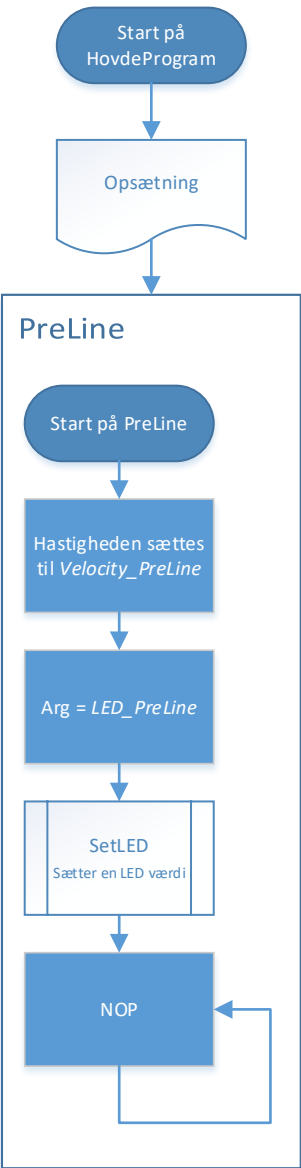 Start på
HovdeProgram
Opsætning
PreLine
Start på PreLine
Hastigheden sættes
til Velocity_PreLine
Arg = LED_PreLine
SetLED
Sætter en LED værdi
NOP